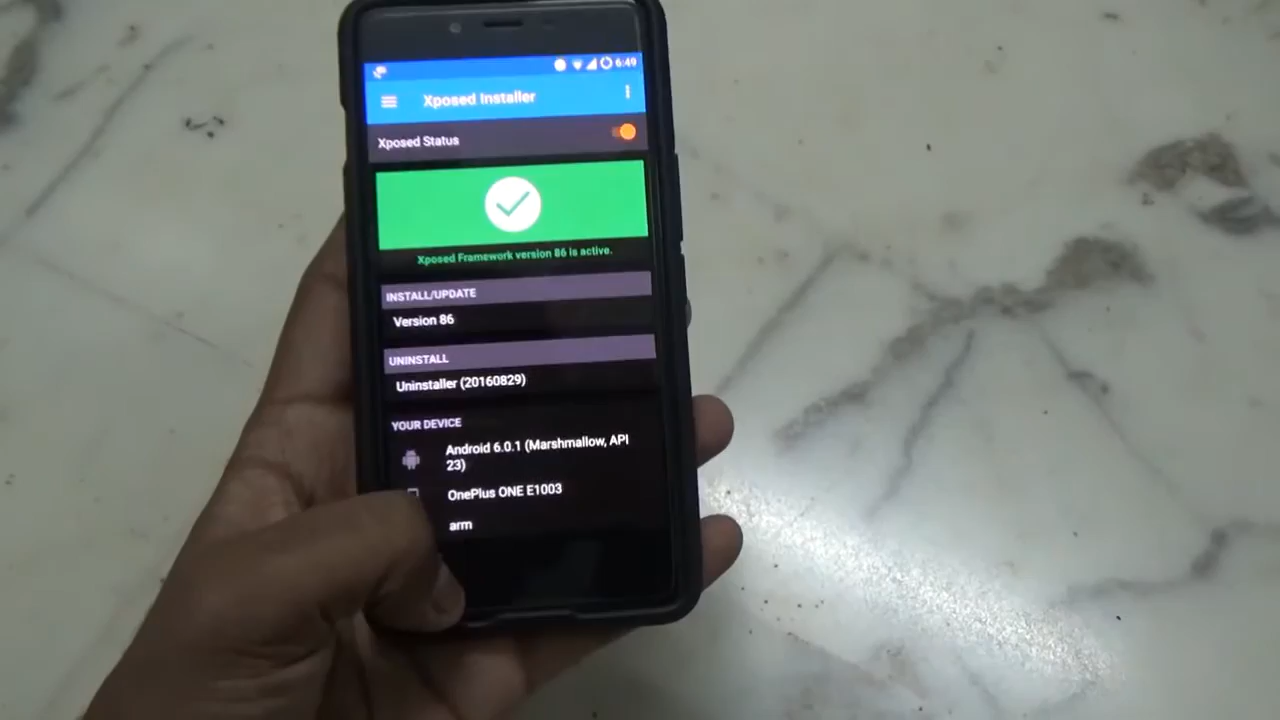 6:49
Xposed Installer
Xposed Status
Xposed Framework version 86 is active.
INSTALL/UPDATE
Version 86
UNINSTALL
Uninstaller (20160829)
YOUR DEVICE
Android 6.0.1 (Marshmallow, API
23)
OnePlus ONE E1003
arm